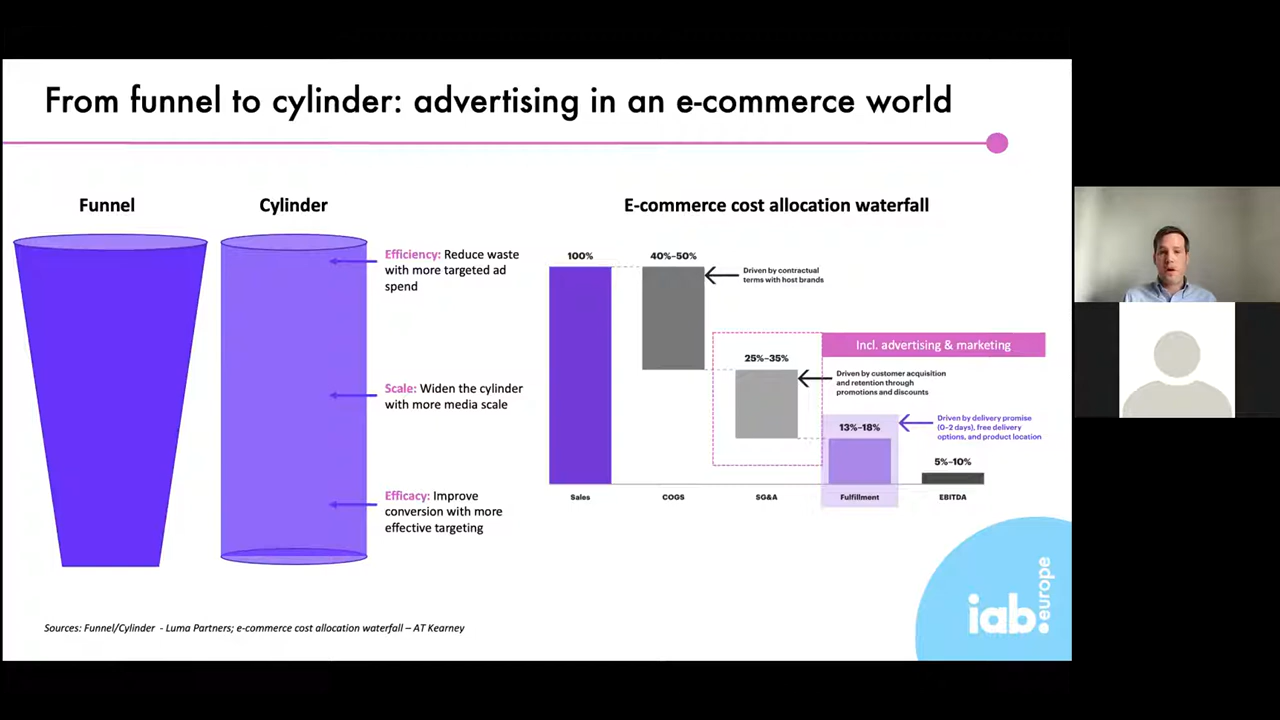 From funnel to cylinder: advertising in an e-commerce world
Funnel
Cylinder
Efficiency: Reduce waste
with more targeted ad
spend
Scale: Widen the cylinder
with more media scale
Efficacy: Improve
conversion with more
effective targeting
E-commerce cost allocation waterfall
100%
40%–50%
Driven by contractual
terms with host brands
Incl. advertising & marketing
25%–35%
Driven by customer acquisition
and retention through
promotions and discounts
13%–18%
Driven by delivery promise
(0–2 days), free delivery
options, and product location
5%–10%
Sales
COGS
SG&A
Fulfillment
EBITDA
Sources: Funnel/Cylinder - Luma Partners; e-commerce cost allocation waterfall – AT Kearney
iab.
europe